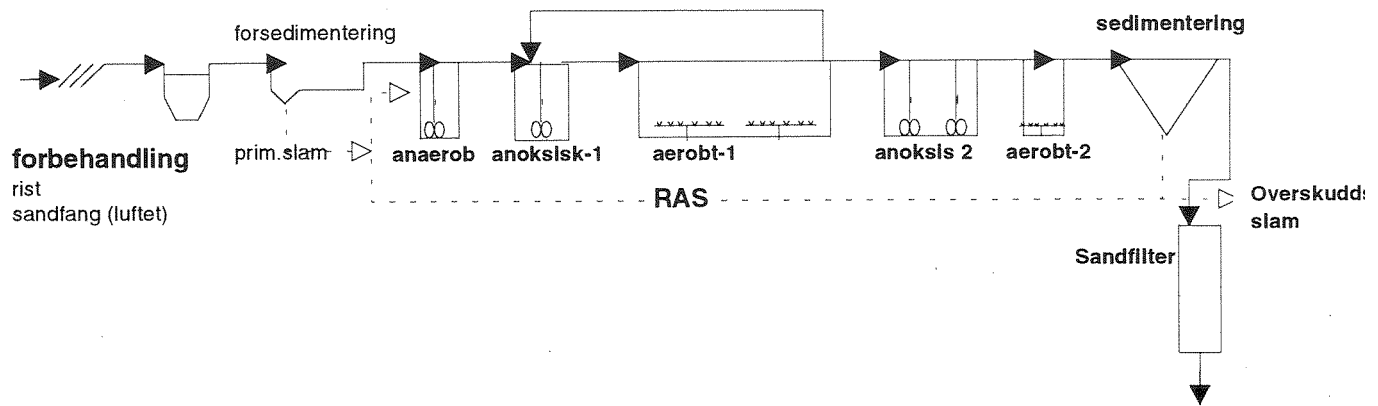 forsedimentering
sedimentering
forbehandling
rist
sandfang (luftet)
prim.slam
anaerob
anoksisk-1
aerobt-1
anoksis 2
aerobt-2
RAS
Overskudds
slam
Sandfilter